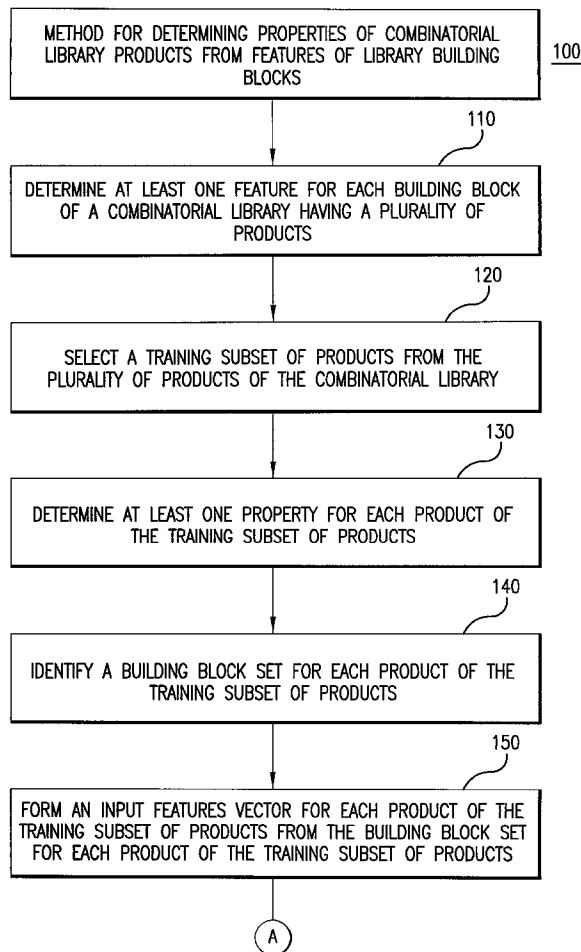 METHOD FOR DETERMINING PROPERTIES OF COMBINATORIAL
LIBRARY PRODUCTS FROM FEATURES OF LIBRARY BUILDING
BLOCKS
100
110
DETERMINE AT LEAST ONE FEATURE FOR EACH BUILDING BLOCK
OF A COMBINATORIAL LIBRARY HAVING A PLURALITY OF
PRODUCTS
120
SELECT A TRAINING SUBSET OF PRODUCTS FROM THE
PLURALITY OF PRODUCTS OF THE COMBINATORIAL LIBRARY
130
DETERMINE AT LEAST ONE PROPERTY FOR EACH PRODUCT OF
THE TRAINING SUBSET OF PRODUCTS
140
IDENTIFY A BUILDING BLOCK SET FOR EACH PRODUCT OF THE
TRAINING SUBSET OF PRODUCTS
150
FORM AN INPUT FEATURES VECTOR FOR EACH PRODUCT OF THE
TRAINING SUBSET OF PRODUCTS FROM THE BUILDING BLOCK SET
FOR EACH PRODUCT OF THE TRAINING SUBSET OF PRODUCTS
A